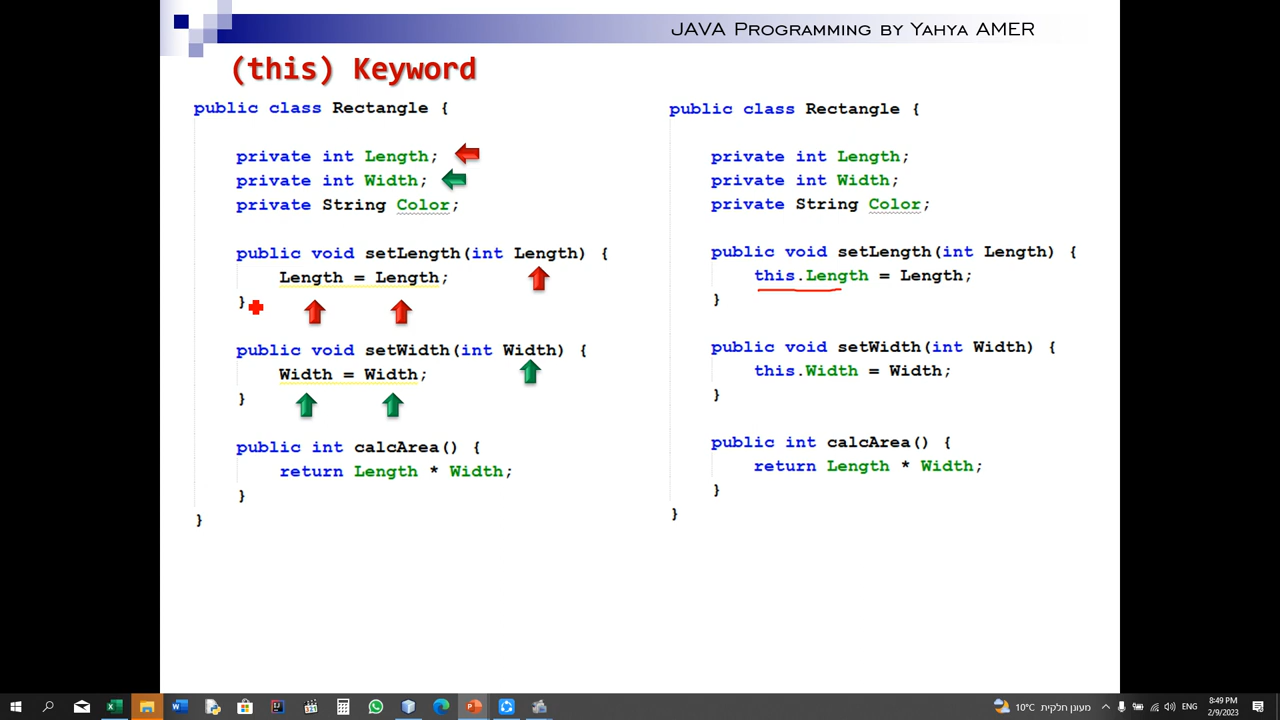 JAVA PROGRAMMING BY YAHYA AMER
(this) Keyword
public class Rectangle {
private int Length;
private int Width;
private String Color;
public void setLength(int Length) {
Length = Length;
}
public void setWidth(int Width) {
Width = Width;
}
public int calcArea() {
return Length * Width;
}
}
public class Rectangle {
private int Length;
private int Width;
private String Color;
public void setLength(int Length) {
this.Length = Length;
}
public void setWidth(int Width) {
this.Width = Width;
}
public int calcArea() {
return Length * Width;
}
}
10°C מעונן חלקית
ENG
8:49 PM
2/9/2023